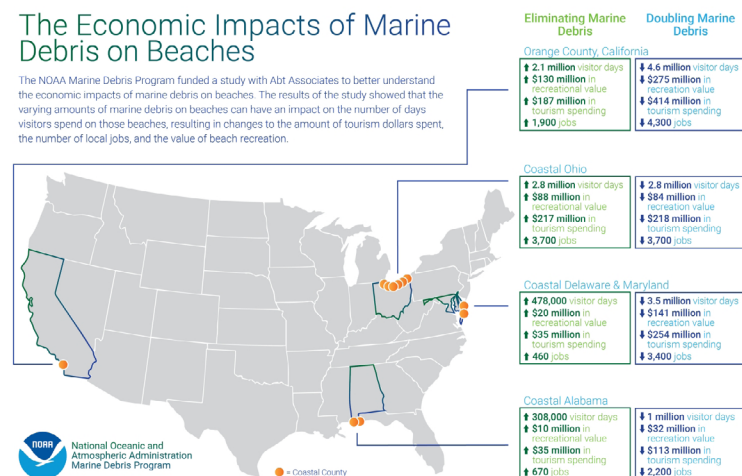 The Economic Impacts of Marine
Debris on Beaches
The NOAA Marine Debris Program funded a study with Abt Associates to better understand
the economic impacts of marine debris on beaches. The results of the study showed that the
varying amounts of marine debris on beaches can have an impact on the number of days
visitors spend on those beaches, resulting in changes to the amount of tourism dollars spent,
the number of local jobs, and the value of beach recreation.
Eliminating Marine
Debris
Doubling Marine
Debris
Orange County, California
⬆ 2.1 million visitor days
⬆ $130 million in
recreational value
⬆ $187 million in
tourism spending
⬆ 1,900 jobs
⬇ 4.6 million visitor days
⬇ $275 million in
recreation value
⬇ $414 million in
tourism spending
⬇ 4,300 jobs
Coastal Ohio
⬆ 2.8 million visitor days
⬆ $88 million in
recreational value
⬆ $217 million in
tourism spending
⬆ 3,700 jobs
⬇ 2.8 million visitor days
⬇ $84 million in
recreation value
⬇ $218 million in
tourism spending
⬇ 3,700 jobs
Coastal Delaware & Maryland
⬆ 478,000 visitor days
⬆ $20 million in
recreational value
⬆ $35 million in
tourism spending
⬆ 460 jobs
⬇ 3.5 million visitor days
⬇ $141 million in
recreation value
⬇ $254 million in
tourism spending
⬇ 3,400 jobs
Coastal Alabama
⬆ 308,000 visitor days
⬆ $10 million in
recreational value
⬆ $35 million in
tourism spending
⬆ 670 jobs
⬇ 1 million visitor days
⬇ $32 million in
recreation value
⬇ $113 million in
tourism spending
⬇ 2,200 jobs
NOAA
National Oceanic and
Atmospheric Administration
Marine Debris Program
= Coastal County